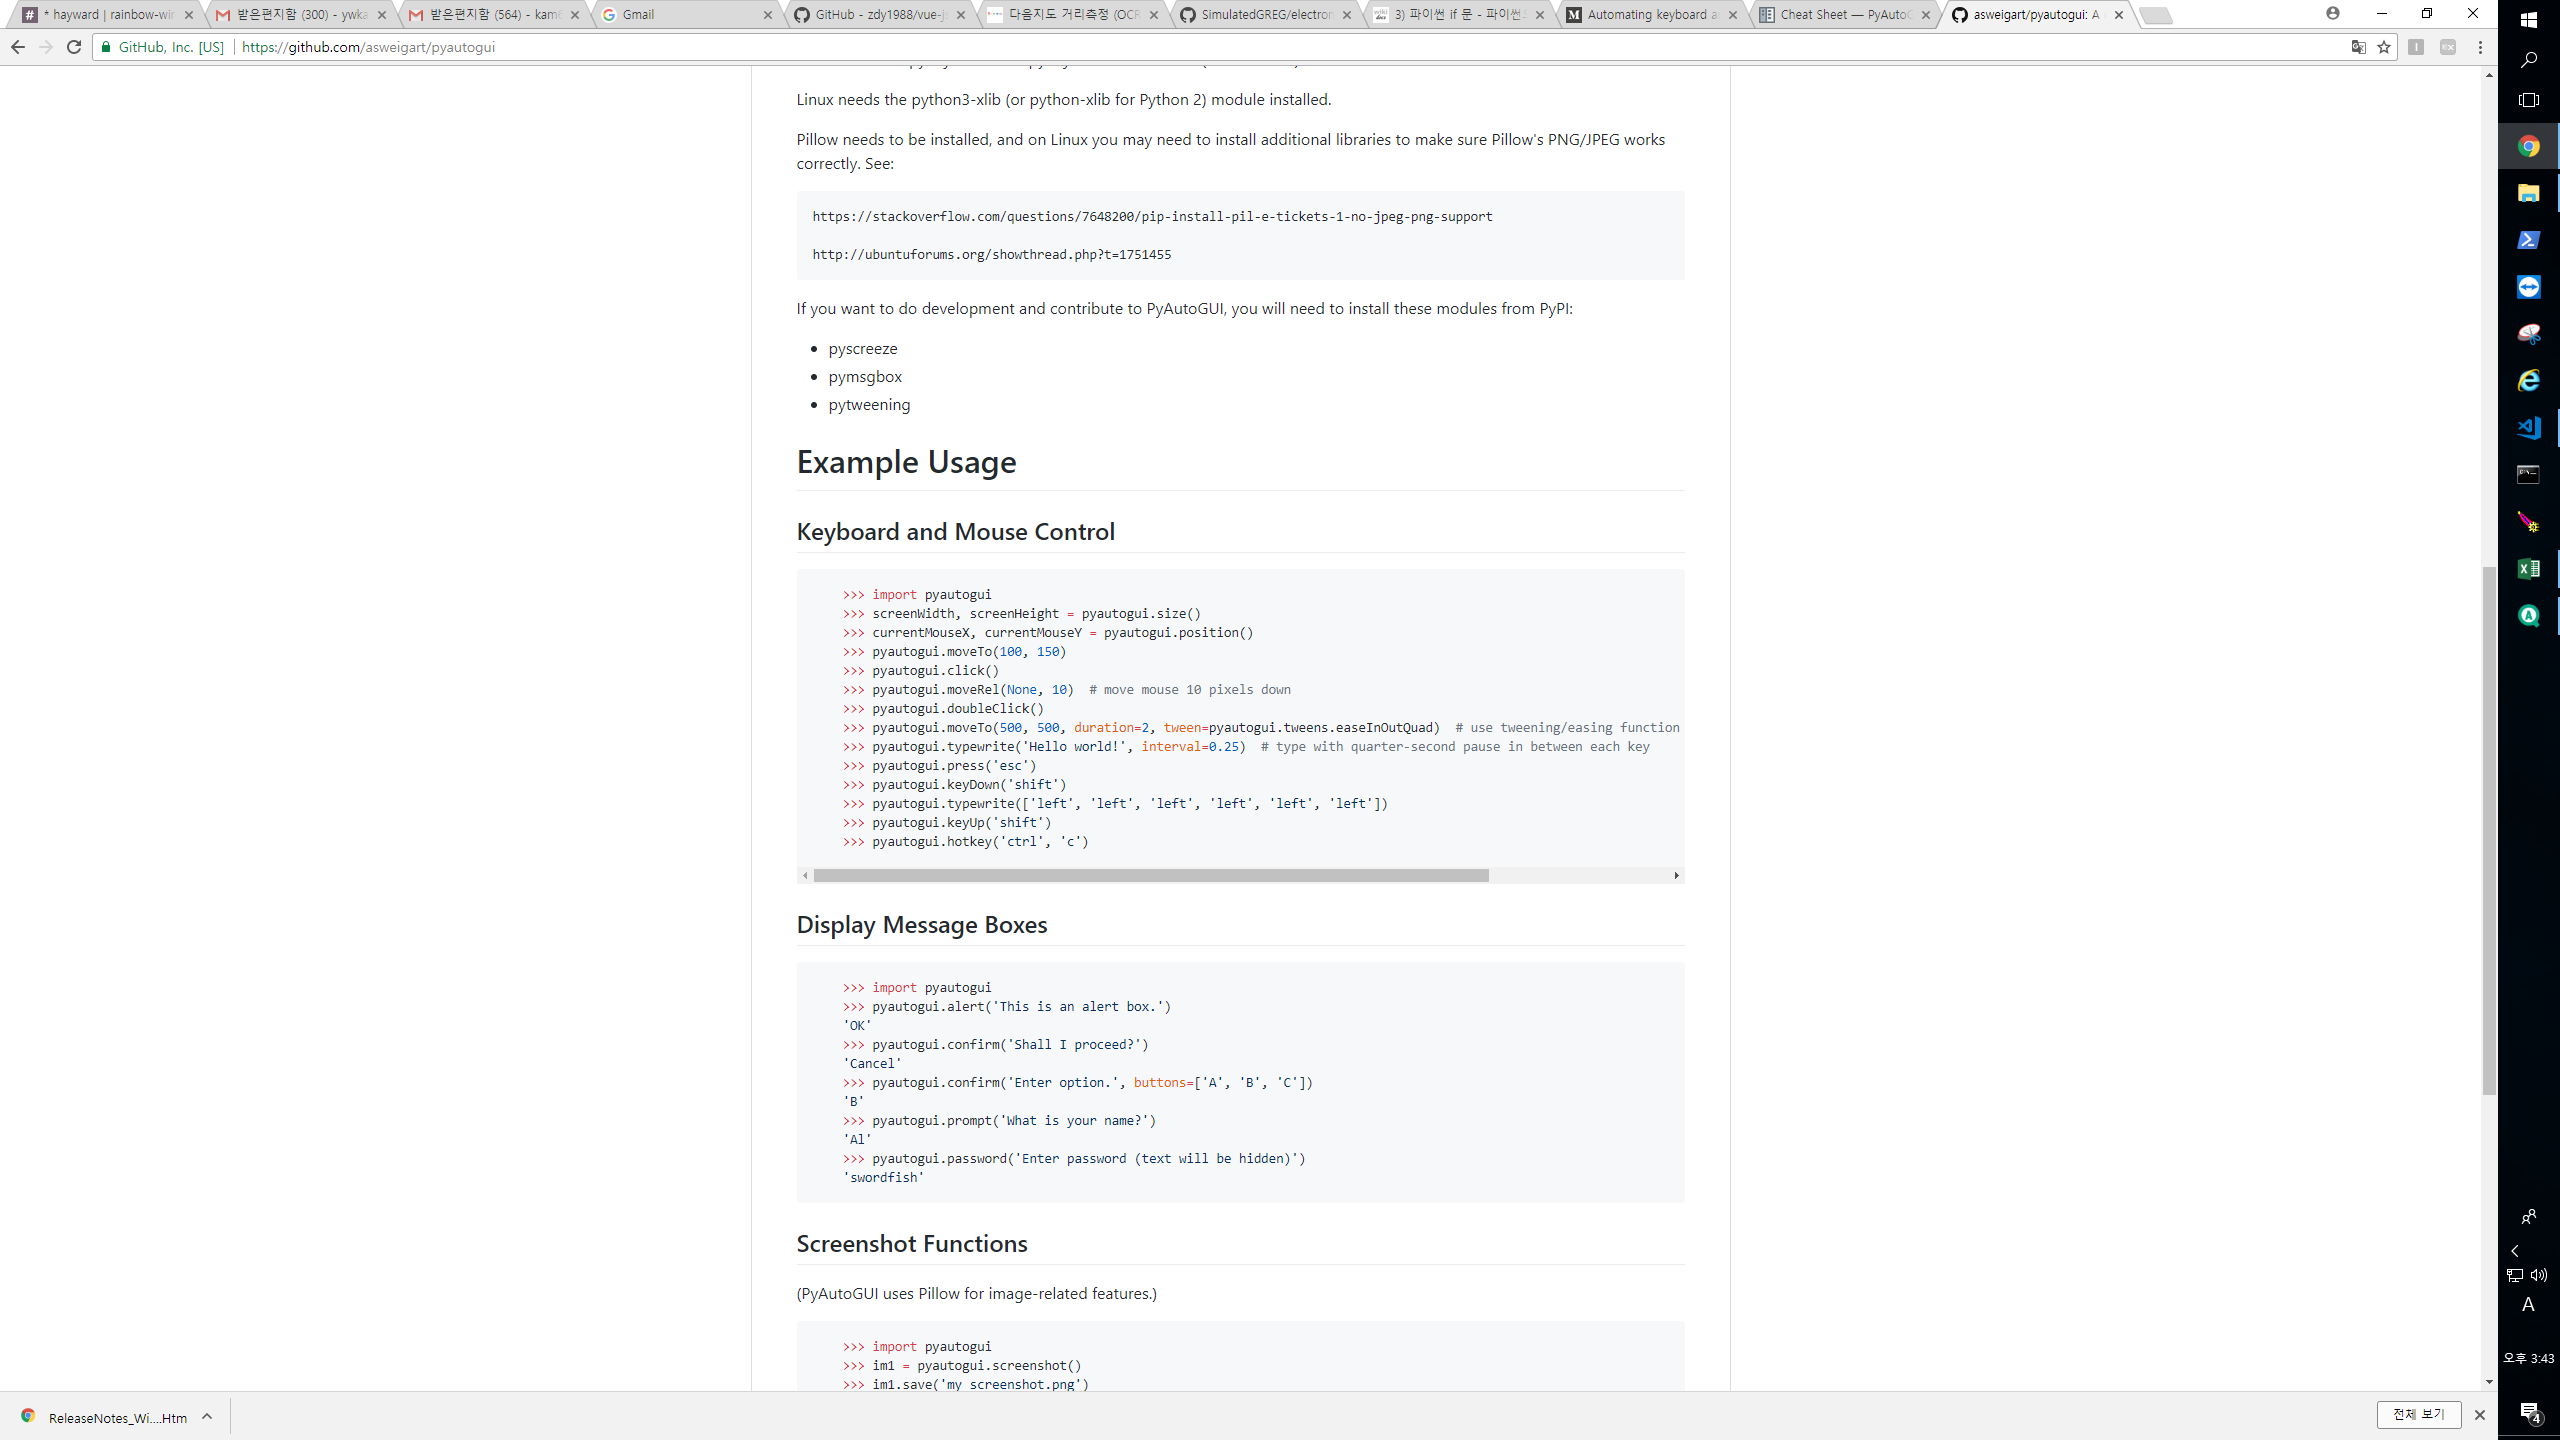 * hayward | rainbow-wir
받은편지함 (300) - ywka
받은편지함 (564) - kam
Gmail
GitHub - zdy1988/vue-js
다음지도 거리측정 (OCR
SimulatedGREG/electron
3) 파이썬 if 문 - 파이썬
Automating keyboard a
Cheat Sheet — PyAutoG
asweigart/pyautogui: A
GitHub, Inc. [US]
https://github.com/asweigart/pyautogui
Linux needs the python3-xlib (or python-xlib for Python 2) module installed.
Pillow needs to be installed, and on Linux you may need to install additional libraries to make sure Pillow's PNG/JPEG works
correctly. See:
https://stackoverflow.com/questions/7648200/pip-install-pil-e-tickets-1-no-jpeg-png-support
http://ubuntuforums.org/showthread.php?t=1751455
If you want to do development and contribute to PyAutoGUI, you will need to install these modules from PyPI:
• pyscreeze
• pymsgbox
• pytweening
Example Usage
Keyboard and Mouse Control
>>> import pyautogui
>>> screenWidth, screenHeight = pyautogui.size()
>>> currentMouseX, currentMouseY = pyautogui.position()
>>> pyautogui.moveTo(100, 150)
>>> pyautogui.click()
>>> pyautogui.moveRel(None, 10)  # move mouse 10 pixels down
>>> pyautogui.doubleClick()
>>> pyautogui.moveTo(500, 500, duration=2, tween=pyautogui.tweens.easeInOutQuad)  # use tweening/easing function
>>> pyautogui.typewrite('Hello world!', interval=0.25)  # type with quarter-second pause in between each key
>>> pyautogui.press('esc')
>>> pyautogui.keyDown('shift')
>>> pyautogui.typewrite(['left', 'left', 'left', 'left', 'left', 'left'])
>>> pyautogui.keyUp('shift')
>>> pyautogui.hotkey('ctrl', 'c')
Display Message Boxes
>>> import pyautogui
>>> pyautogui.alert('This is an alert box.')
'OK'
>>> pyautogui.confirm('Shall I proceed?')
'Cancel'
>>> pyautogui.confirm('Enter option.', buttons=['A', 'B', 'C'])
'B'
>>> pyautogui.prompt('What is your name?')
'Al'
>>> pyautogui.password('Enter password (text will be hidden)')
'swordfish'
Screenshot Functions
(PyAutoGUI uses Pillow for image-related features.)
>>> import pyautogui
>>> im1 = pyautogui.screenshot()
>>> im1.save('my_screenshot.png')
ReleaseNotes_Wi....Htm
전체 보기
A
오후 3:43
4